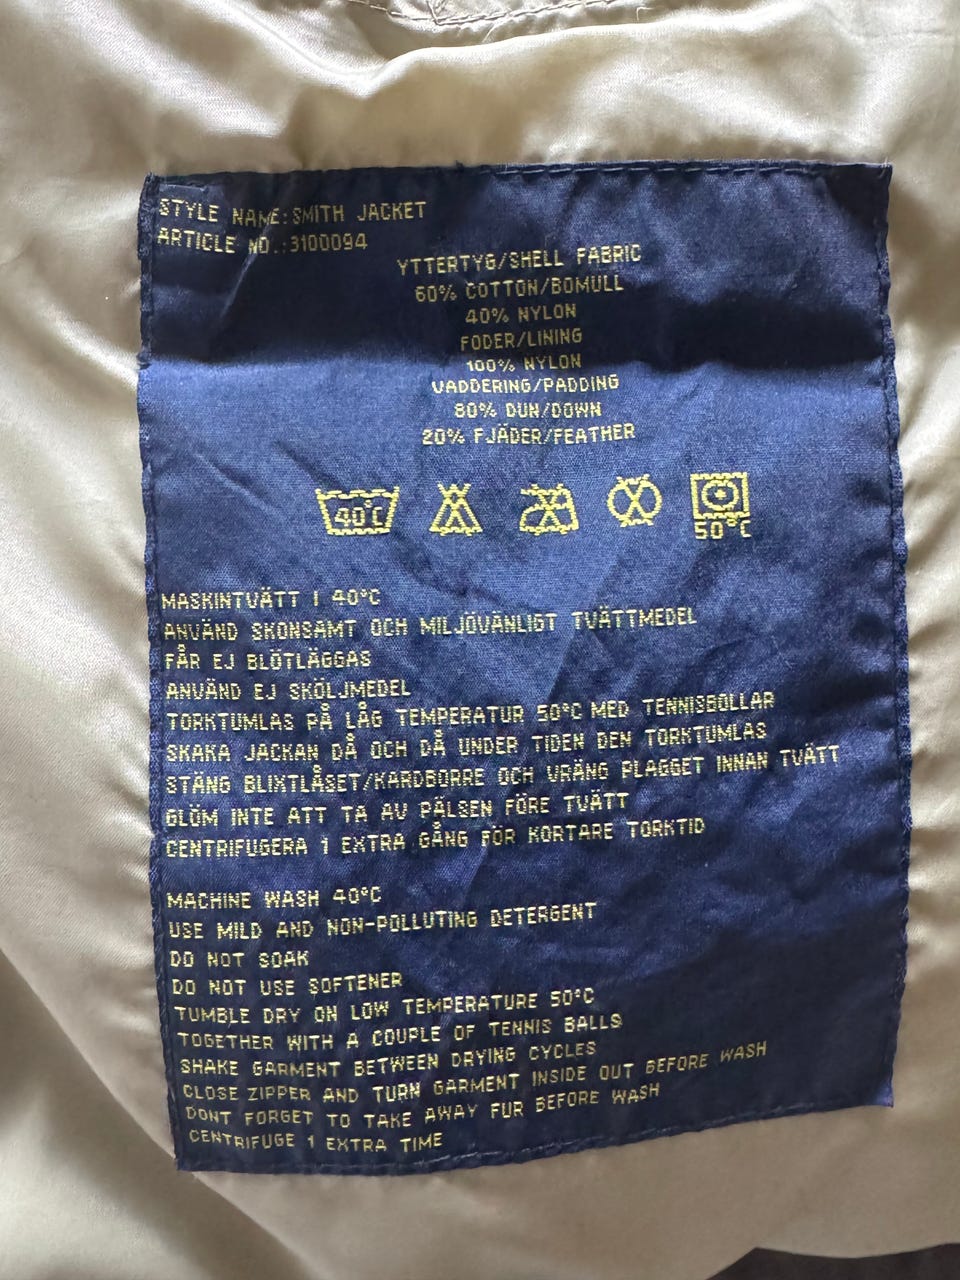 STYLE NAME: SMITH JACKET
ARTICLE NO.:3100094
YTTERTYG/SHELL FABRIC
60% COTTON/BOMULL
40% NYLON
FODER/LINING
100% NYLON
VADDERING/PADDING
80% DUN/DOWN
20% FJÄDER/FEATHER
40°C
50°C
MASKINTVÄTT I 40°C
ANVÄND SKONSAMT OCH MILJÖVÄNLIGT TVÄTTMEDEL
FÅR EJ BLÖTLÄGGAS
ANVÄND EJ SKÖLJMEDEL
TORKTUMLAS PÅ LÅG TEMPERATUR 50°C MED TENNISBOLLAR
SKAKA JACKAN DÅ OCH DÅ UNDER TIDEN DEN TORKTUMLAS
STÄNG BLIXTLÅSET/KARDBORRE OCH VRÄNG PLAGGET INNAN TVÄTT
GLÖM INTE ATT TA AV PÄLSEN FÖRE TVÄTT
CENTRIFUGERA 1 EXTRA GÅNG FÖR KORTARE TORKTID
MACHINE WASH 40°C
USE MILD AND NON-POLLUTING DETERGENT
DO NOT SOAK
DO NOT USE SOFTENER
TUMBLE DRY ON LOW TEMPERATURE 50°C
TOGETHER WITH A COUPLE OF TENNIS BALLS
SHAKE GARMENT BETWEEN DRYING CYCLES
CLOSE ZIPPER AND TURN GARMENT INSIDE OUT BEFORE WASH
DONT FORGET TO TAKE AWAY FUR BEFORE WASH
CENTRIFUGE 1 EXTRA TIME